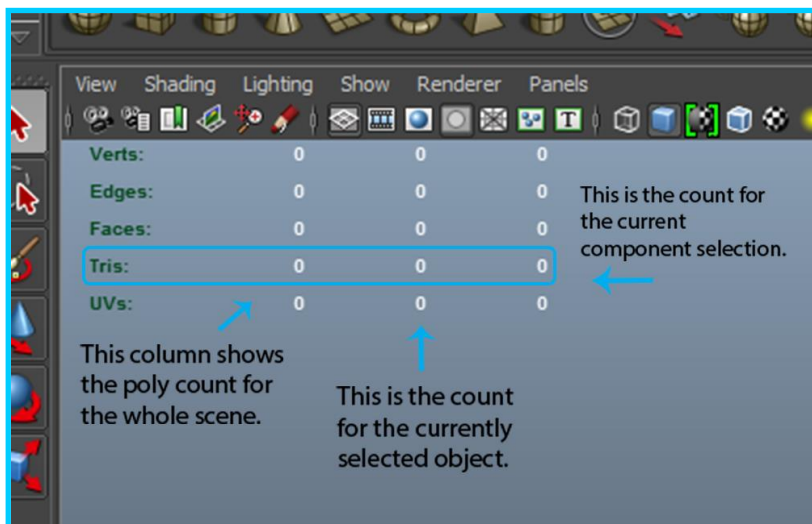 View Shading Lighting Show Renderer Panels
T
Verts: 0 0 0
Edges: 0 0 0
Faces: 0 0 0
Tris: 0 0 0
UVs: 0 0 0
This is the count for
the current
component selection.
This column shows
the poly count for
the whole scene.
This is the count
for the currently
selected object.